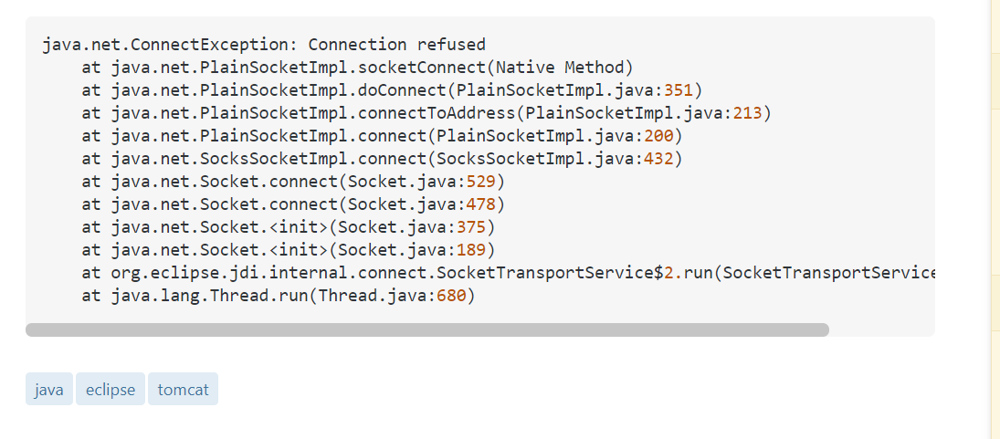 java.net.ConnectException: Connection refused
at java.net.PlainSocketImpl.socketConnect(Native Method)
at java.net.PlainSocketImpl.doConnect(PlainSocketImpl.java:351)
at java.net.PlainSocketImpl.connectToAddress(PlainSocketImpl.java:213)
at java.net.PlainSocketImpl.connect(PlainSocketImpl.java:200)
at java.net.SocksSocketImpl.connect(SocksSocketImpl.java:432)
at java.net.Socket.connect(Socket.java:529)
at java.net.Socket.connect(Socket.java:478)
at java.net.Socket.<init>(Socket.java:375)
at java.net.Socket.<init>(Socket.java:189)
at org.eclipse.jdi.internal.connect.SocketTransportService$2.run(SocketTransportService
at java.lang.Thread.run(Thread.java:680)
java eclipse tomcat